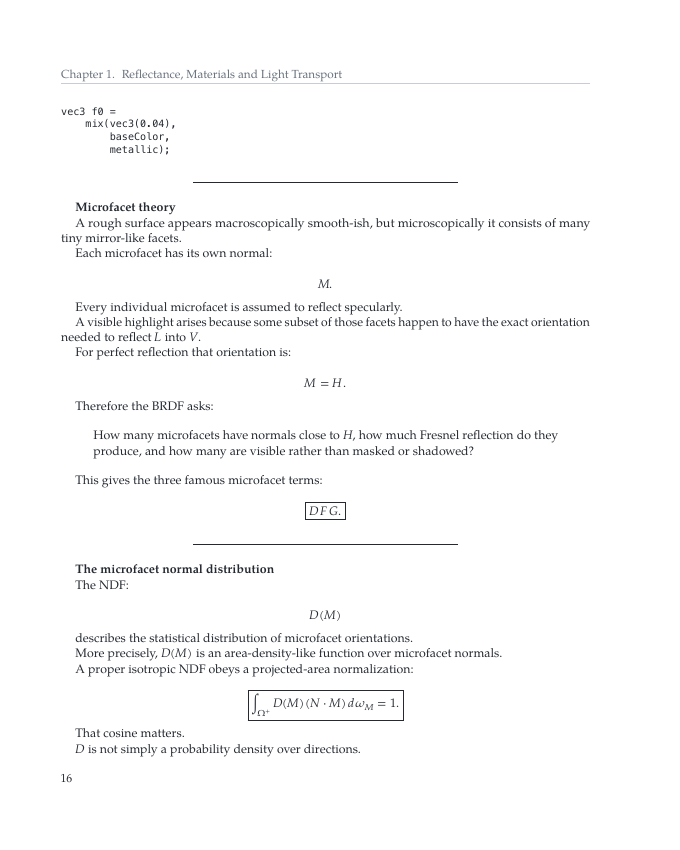 Chapter 1. Reflectance, Materials and Light Transport
vec3 f0 =
    mix(vec3(0.04),
        baseColor,
        metallic);
Microfacet theory
A rough surface appears macroscopically smooth-ish, but microscopically it consists of many
tiny mirror-like facets.
Each microfacet has its own normal:
M.
Every individual microfacet is assumed to reflect specularly.
A visible highlight arises because some subset of those facets happen to have the exact orientation
needed to reflect L into V.
For perfect reflection that orientation is:
M = H.
Therefore the BRDF asks:
How many microfacets have normals close to H, how much Fresnel reflection do they
produce, and how many are visible rather than masked or shadowed?
This gives the three famous microfacet terms:
D F G.
The microfacet normal distribution
The NDF:
D(M)
describes the statistical distribution of microfacet orientations.
More precisely, D(M) is an area-density-like function over microfacet normals.
A proper isotropic NDF obeys a projected-area normalization:
∫_{Ω⁺} D(M) (N · M) dω_M = 1.
That cosine matters.
D is not simply a probability density over directions.
16